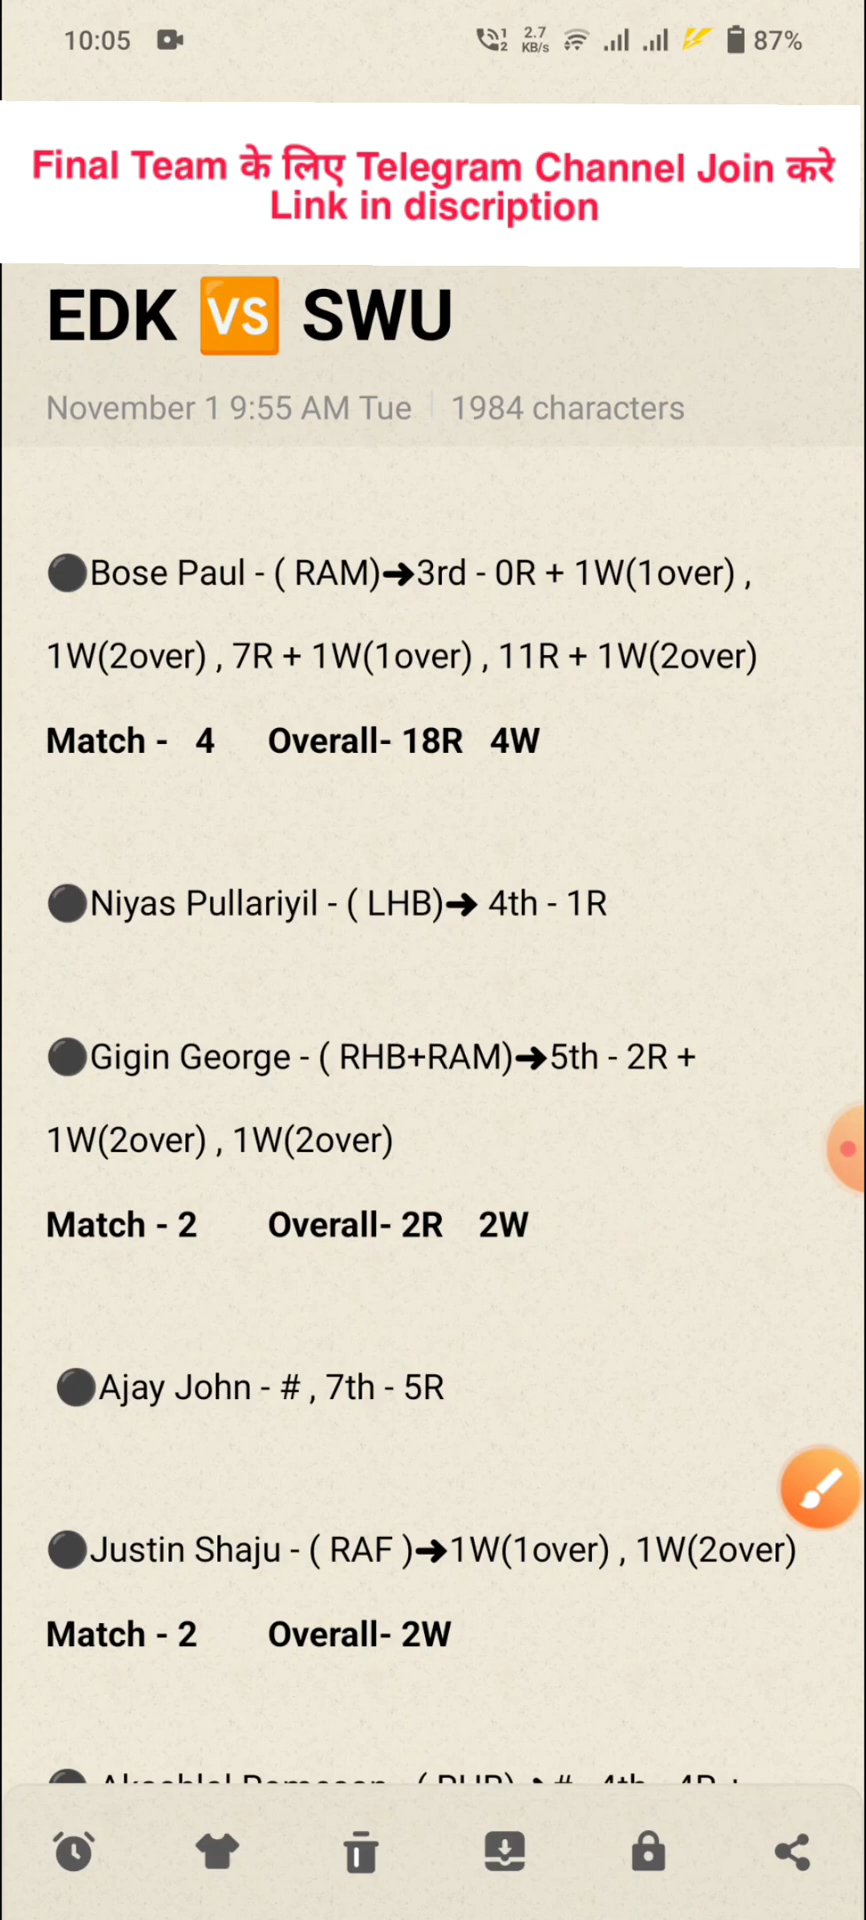 10:05
1 2 2.7 KB/s 87%
Final Team के लिए Telegram Channel Join करे
Link in discription
EDK VS SWU
November 1 9:55 AM Tue | 1984 characters
⚫Bose Paul - ( RAM)➔3rd - 0R + 1W(1over) ,
1W(2over) , 7R + 1W(1over) , 11R + 1W(2over)
Match - 4 Overall- 18R 4W
⚫Niyas Pullariyil - ( LHB)➔ 4th - 1R
⚫Gigin George - ( RHB+RAM)➔5th - 2R +
1W(2over) , 1W(2over)
Match - 2 Overall- 2R 2W
⚫Ajay John - # , 7th - 5R
⚫Justin Shaju - ( RAF )➔1W(1over) , 1W(2over)
Match - 2 Overall- 2W